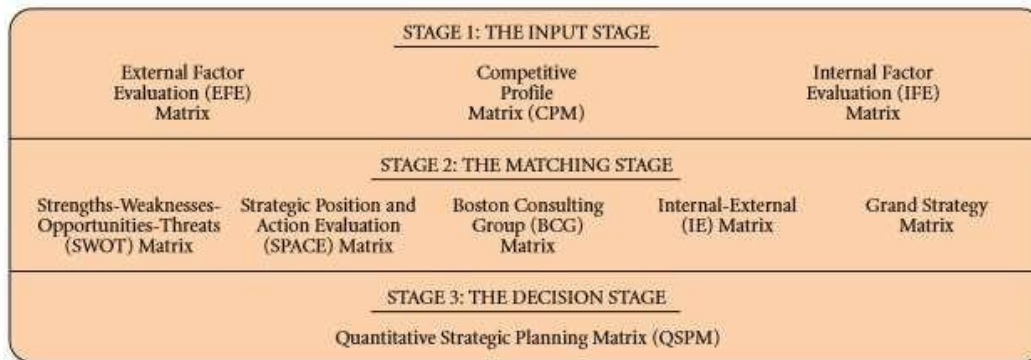 STAGE 1: THE INPUT STAGE
External Factor
Evaluation (EFE)
Matrix
Competitive
Profile
Matrix (CPM)
Internal Factor
Evaluation (IFE)
Matrix
STAGE 2: THE MATCHING STAGE
Strengths-Weaknesses-
Opportunities-Threats
(SWOT) Matrix
Strategic Position and
Action Evaluation
(SPACE) Matrix
Boston Consulting
Group (BCG)
Matrix
Internal-External
(IE) Matrix
Grand Strategy
Matrix
STAGE 3: THE DECISION STAGE
Quantitative Strategic Planning Matrix (QSPM)